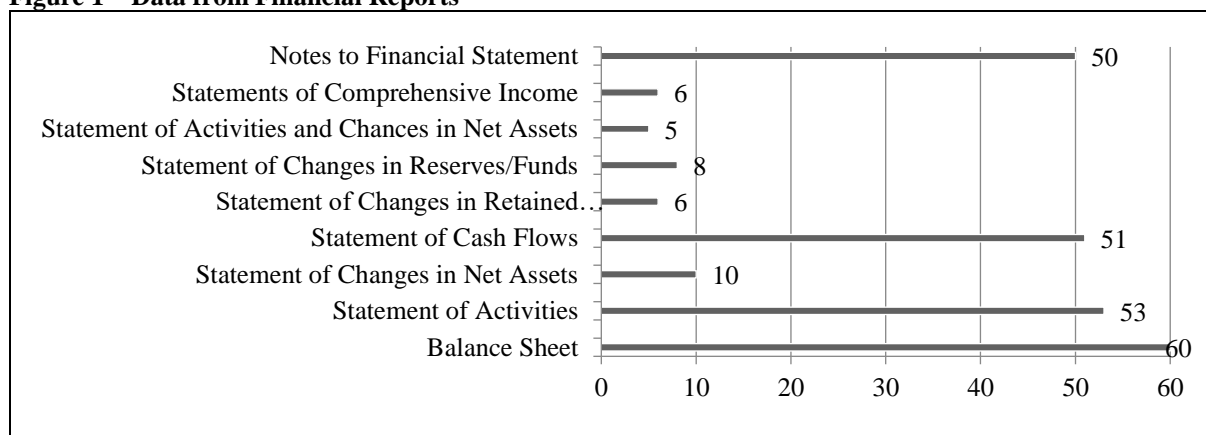 Figure 1 – Data from Financial Reports
Notes to Financial Statement 50
Statements of Comprehensive Income 6
Statement of Activities and Chances in Net Assets 5
Statement of Changes in Reserves/Funds 8
Statement of Changes in Retained… 6
Statement of Cash Flows 51
Statement of Changes in Net Assets 10
Statement of Activities 53
Balance Sheet 60
0 10 20 30 40 50 60